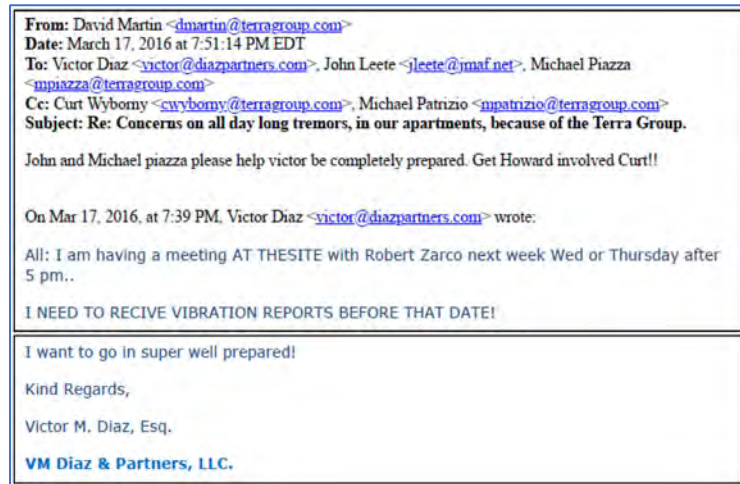 From: David Martin <dmartin@terragroup.com>
Date: March 17, 2016 at 7:51:14 PM EDT
To: Victor Diaz <victor@diazpartners.com>, John Leete <jleete@jmaf.net>, Michael Piazza
<mpiazza@terragroup.com>
Cc: Curt Wyborny <cwyborny@terragroup.com>, Michael Patrizio <mpatrizio@terragroup.com>
Subject: Re: Concerns on all day long tremors, in our apartments, because of the Terra Group.
John and Michael piazza please help victor be completely prepared. Get Howard involved Curt!!
On Mar 17, 2016, at 7:39 PM, Victor Diaz <victor@diazpartners.com> wrote:
All: I am having a meeting AT THESITE with Robert Zarco next week Wed or Thursday after
5 pm..
I NEED TO RECIVE VIBRATION REPORTS BEFORE THAT DATE!
I want to go in super well prepared!
Kind Regards,
Victor M. Diaz, Esq.
VM Diaz & Partners, LLC.